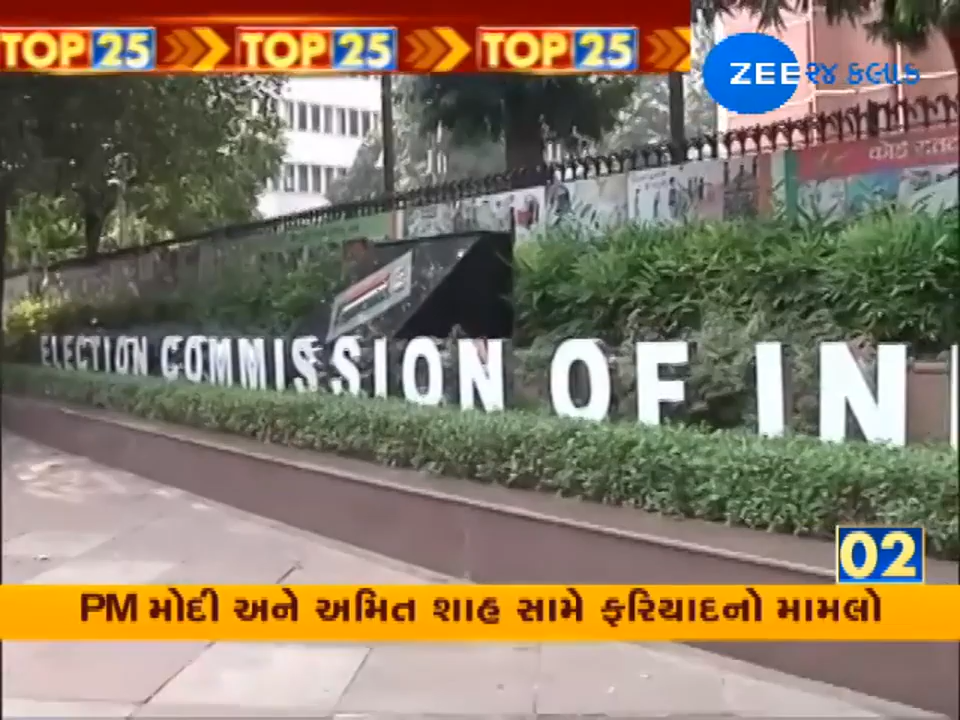 TOP 25 TOP 25 TOP 25
ZEE ૨૪ કલાક
ELECTION COMMISSION OF IN
02
PM મોદી અને અમિત શાહ સામે ફરિયાદનો મામલો